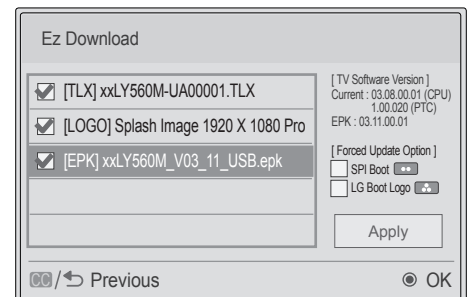 Ez Download
[TLX] xxLY560M-UA00001.TLX
[LOGO] Splash Image 1920 X 1080 Pro
[EPK] xxLY560M_V03_11_USB.epk
[ TV Software Version ]
Current : 03.08.00.01 (CPU)
1.00.020 (PTC)
EPK : 03.11.00.01
[ Forced Update Option ]
SPI Boot
LG Boot Logo
Apply
CC / Previous
OK